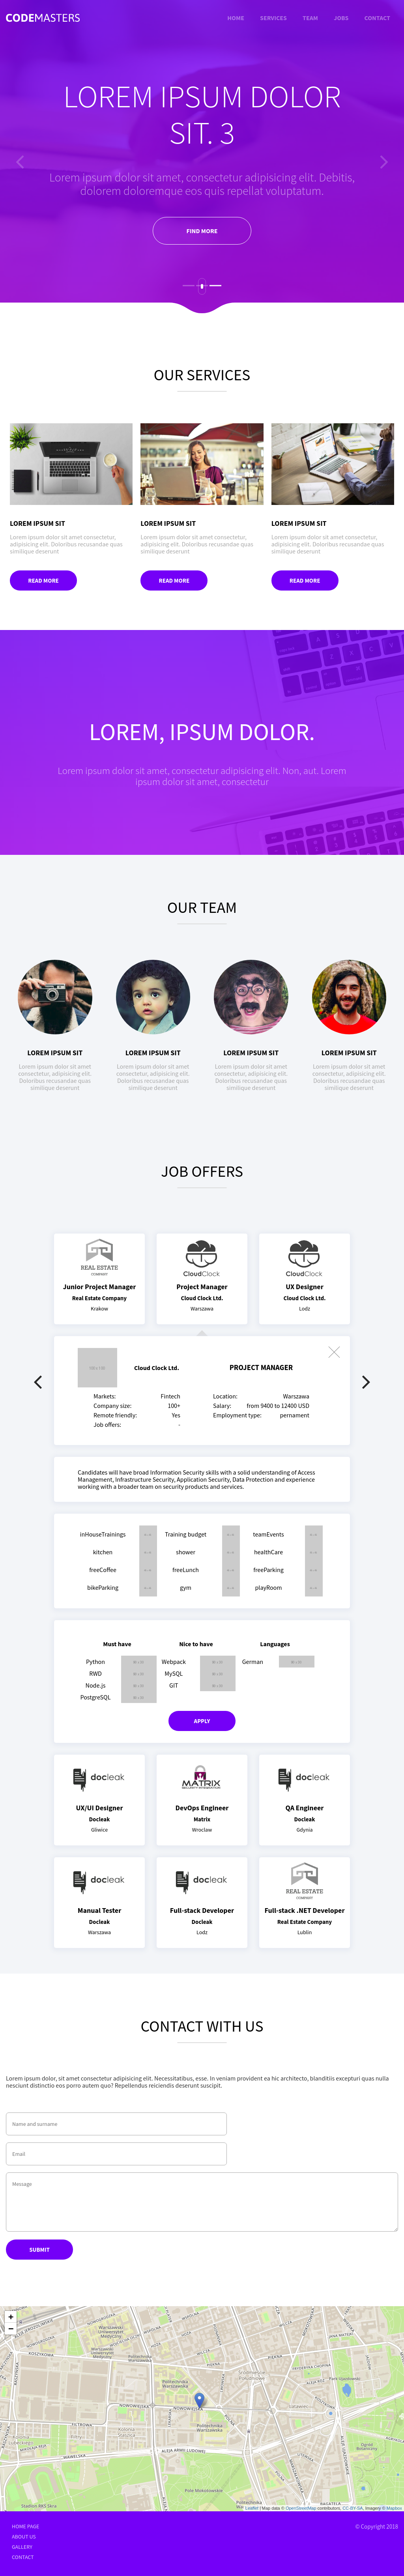 CODEMASTERS
HOME SERVICES TEAM JOBS CONTACT
LOREM IPSUM DOLOR
SIT. 3
Lorem ipsum dolor sit amet, consectetur adipisicing elit. Debitis,
dolorem doloremque eos quis repellat voluptatum.
FIND MORE
OUR SERVICES
LOREM IPSUM SIT
Lorem ipsum dolor sit amet consectetur,
adipisicing elit. Doloribus recusandae quas
similique deserunt
READ MORE
LOREM IPSUM SIT
Lorem ipsum dolor sit amet consectetur,
adipisicing elit. Doloribus recusandae quas
similique deserunt
READ MORE
LOREM IPSUM SIT
Lorem ipsum dolor sit amet consectetur,
adipisicing elit. Doloribus recusandae quas
similique deserunt
READ MORE
LOREM, IPSUM DOLOR.
Lorem ipsum dolor sit amet, consectetur adipisicing elit. Non, aut. Lorem
ipsum dolor sit amet, consectetur
OUR TEAM
LOREM IPSUM SIT
Lorem ipsum dolor sit amet
consectetur, adipisicing elit.
Doloribus recusandae quas
similique deserunt
LOREM IPSUM SIT
Lorem ipsum dolor sit amet
consectetur, adipisicing elit.
Doloribus recusandae quas
similique deserunt
LOREM IPSUM SIT
Lorem ipsum dolor sit amet
consectetur, adipisicing elit.
Doloribus recusandae quas
similique deserunt
LOREM IPSUM SIT
Lorem ipsum dolor sit amet
consectetur, adipisicing elit.
Doloribus recusandae quas
similique deserunt
JOB OFFERS
REAL ESTATE
COMPANY
Junior Project Manager
Real Estate Company
Krakow
CloudClock
Project Manager
Cloud Clock Ltd.
Warszawa
CloudClock
UX Designer
Cloud Clock Ltd.
Lodz
Cloud Clock Ltd.
PROJECT MANAGER
Markets: Fintech
Company size: 100+
Remote friendly: Yes
Job offers: -
Location: Warszawa
Salary: from 9400 to 12400 USD
Employment type: pernament
Candidates will have broad Information Security skills with a solid understanding of Access
Management, Infrastructure Security, Application Security, Data Protection and experience
working with a broader team on security products and services.
inHouseTrainings Training budget teamEvents
kitchen shower healthCare
freeCoffee freeLunch freeParking
bikeParking gym playRoom
Must have Nice to have Languages
Python Webpack German
RWD MySQL
Node.js GIT
PostgreSQL
APPLY
docleak
UX/UI Designer
Docleak
Gliwice
MATRIX
DevOps Engineer
Matrix
Wroclaw
docleak
QA Engineer
Docleak
Gdynia
docleak
Manual Tester
Docleak
Warszawa
docleak
Full-stack Developer
Docleak
Lodz
REAL ESTATE
COMPANY
Full-stack .NET Developer
Real Estate Company
Lublin
CONTACT WITH US
Lorem ipsum dolor, sit amet consectetur adipisicing elit. Necessitatibus, esse. In veniam provident ea hic architecto, blanditiis excepturi quas nulla
nesciunt distinctio eos porro autem quo? Repellendus reiciendis deserunt suscipit.
Name and surname
Email
Message
SUBMIT
+
−
Politechnika
Warszawska
Leaflet | Map data © OpenStreetMap contributors, CC-BY-SA, Imagery © Mapbox
HOME PAGE
ABOUT US
GALLERY
CONTACT
© Copyright 2018